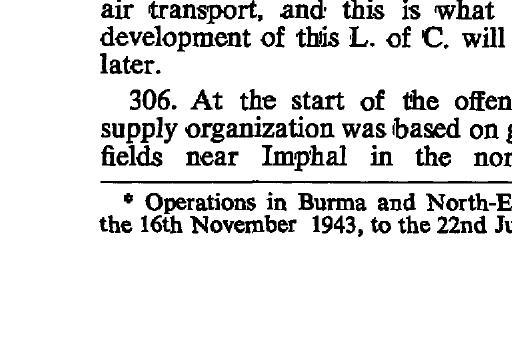 air transport, and this is what
development of this L. of C. will
later.
306. At the start of the offen
supply organization was based on g
fields near Imphal in the nor
* Operations in Burma and North-E
the 16th November 1943, to the 22nd Ju